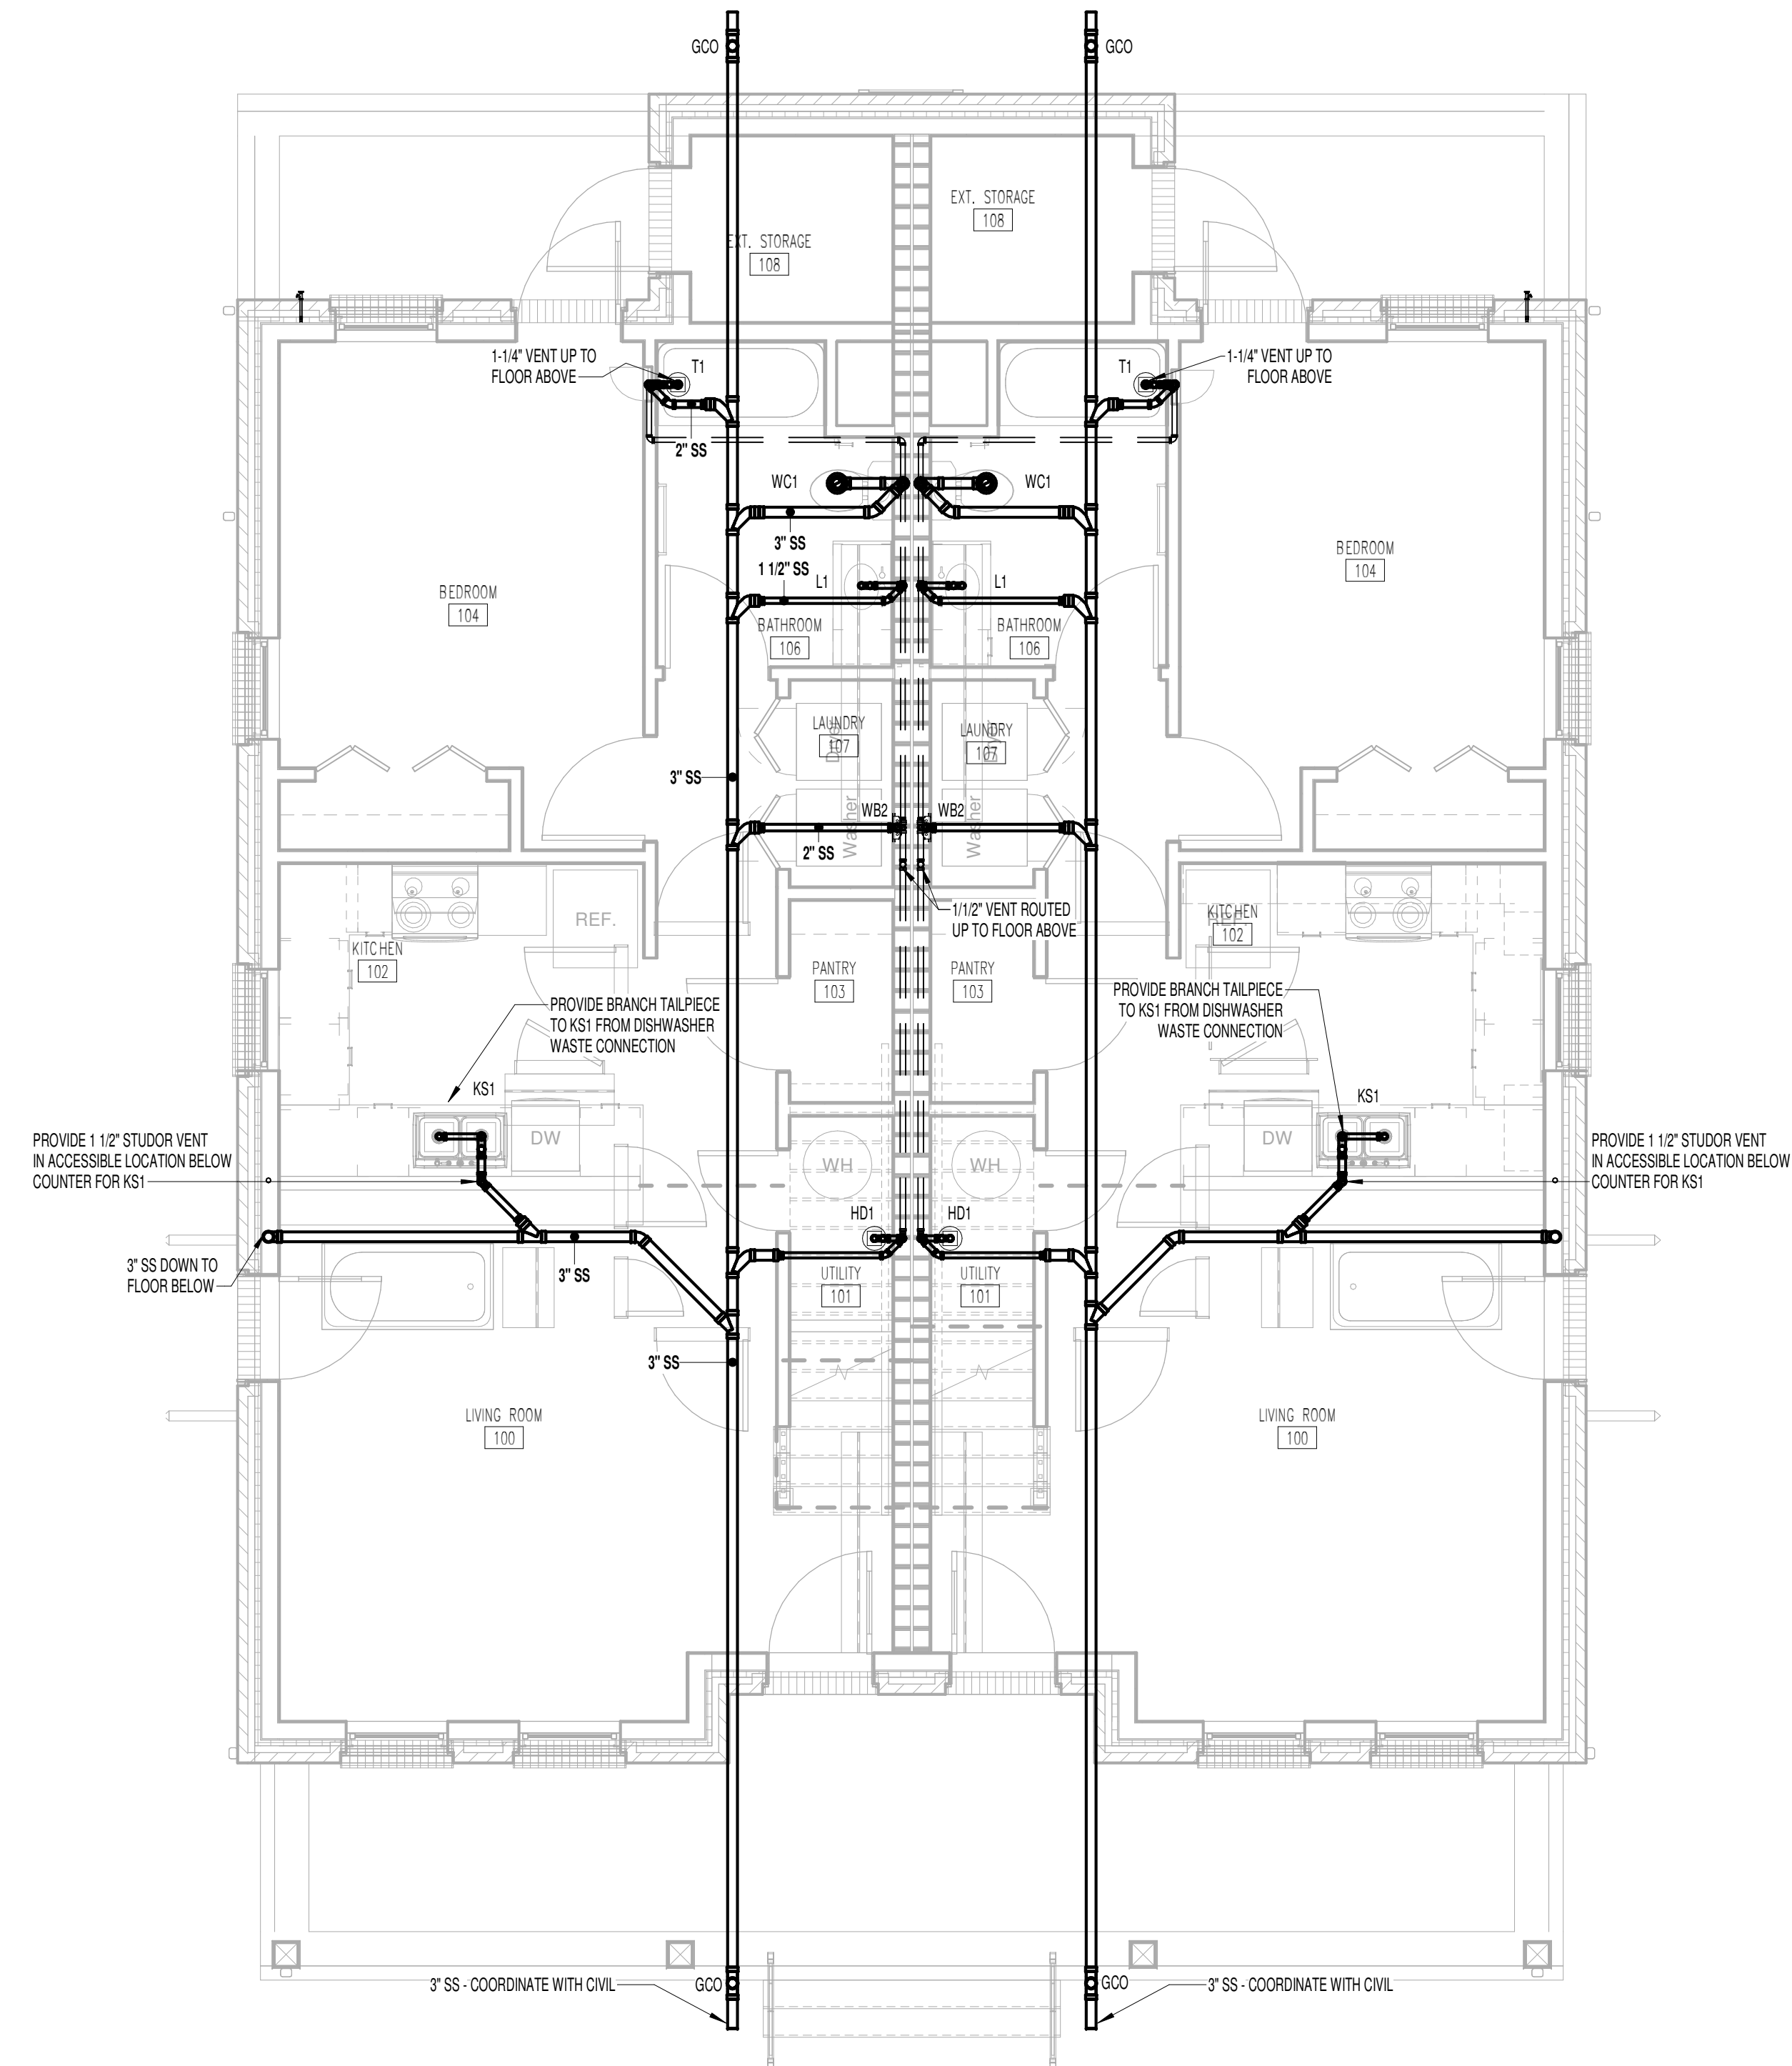 GCO
GCO
EXT. STORAGE
108
EXT. STORAGE
108
1-1/4" VENT UP TO
FLOOR ABOVE
T1
T1
1-1/4" VENT UP TO
FLOOR ABOVE
2" SS
WC1
WC1
3" SS
1 1/2" SS
L1
L1
BEDROOM
104
BEDROOM
104
BATHROOM
106
BATHROOM
106
LAUNDRY
107
Dryer
LAUNDRY
107
Dryer
3" SS
WB2
WB2
Washer
Washer
2" SS
1/1/2" VENT ROUTED
UP TO FLOOR ABOVE
REF.
REF.
KITCHEN
102
KITCHEN
102
PANTRY
103
PANTRY
103
PROVIDE BRANCH TAILPIECE
TO KS1 FROM DISHWASHER
WASTE CONNECTION
PROVIDE BRANCH TAILPIECE
TO KS1 FROM DISHWASHER
WASTE CONNECTION
KS1
KS1
DW
DW
PROVIDE 1 1/2" STUDOR VENT
IN ACCESSIBLE LOCATION BELOW
COUNTER FOR KS1
PROVIDE 1 1/2" STUDOR VENT
IN ACCESSIBLE LOCATION BELOW
COUNTER FOR KS1
WH
WH
HD1
HD1
3" SS DOWN TO
FLOOR BELOW
3" SS
UTILITY
101
UTILITY
101
3" SS
LIVING ROOM
100
LIVING ROOM
100
3" SS - COORDINATE WITH CIVIL
GCO
GCO
3" SS - COORDINATE WITH CIVIL